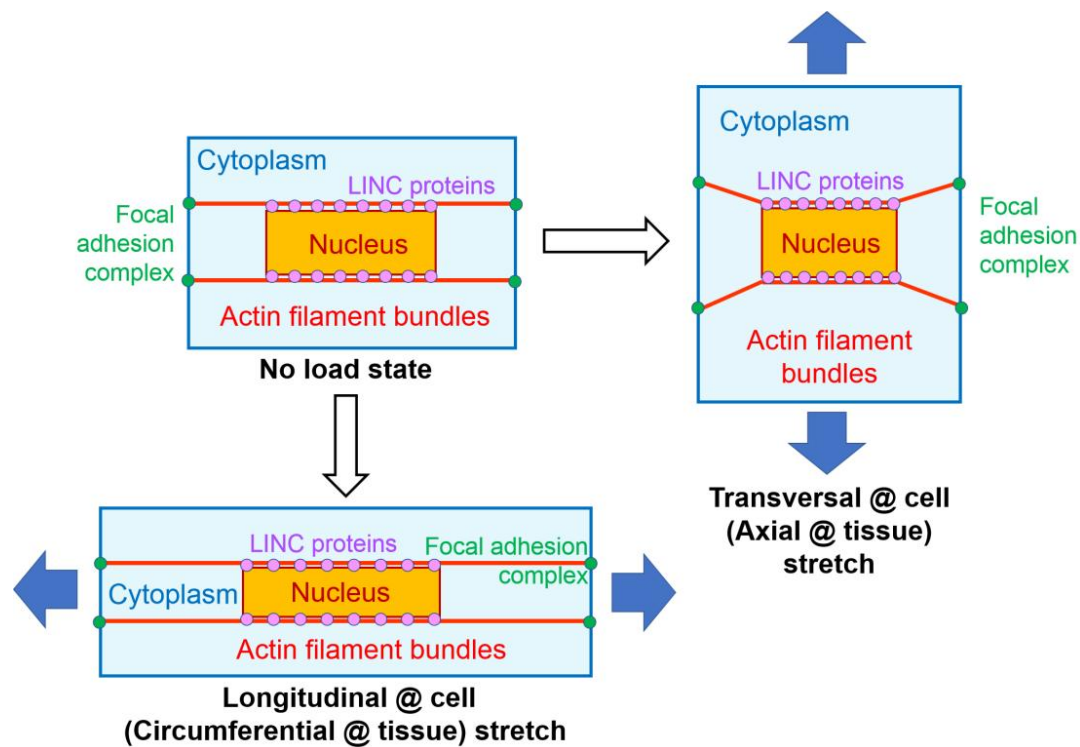 Cytoplasm
LINC proteins
Focal
adhesion
complex
Nucleus
Actin filament bundles
No load state
Cytoplasm
LINC proteins
Focal
adhesion
complex
Nucleus
Actin filament
bundles
Transversal @ cell
(Axial @ tissue)
stretch
LINC proteins
Focal adhesion
complex
Cytoplasm
Nucleus
Actin filament bundles
Longitudinal @ cell
(Circumferential @ tissue) stretch